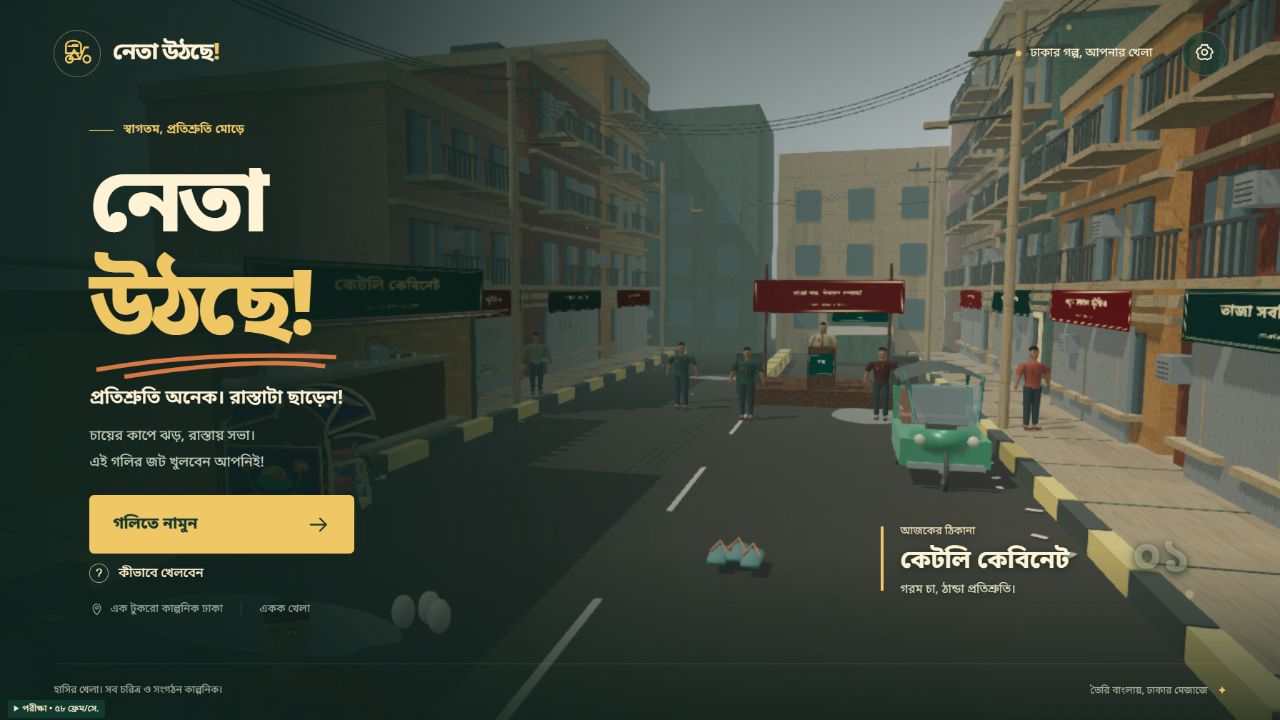 নেতা উঠছে!
ঢাকার গল্প, আপনার খেলা
স্বাগতম, প্রতিশ্রুতি মোড়ে
নেতা
উঠছে!
কেটলি কেবিনেট
তাজা সব
প্রতিশ্রুতি অনেক। রাস্তাটা ছাড়েন!
চায়ের কাপে ঝড়, রাস্তায় সভা।
এই গলির জট খুলবেন আপনিই!
গলিতে নামুন
? কীভাবে খেলবেন
এক টুকরো কাল্পনিক ঢাকা
একক খেলা
আজকের ঠিকানা
কেটলি কেবিনেট
গরম চা, ঠান্ডা প্রতিশ্রুতি।
০১
হাসির খেলা। সব চরিত্র ও সংগঠন কাল্পনিক।
তৈরি বাংলায়, ঢাকার মেজাজে
পরীক্ষা • ৫৮ ফ্রেম/সে.